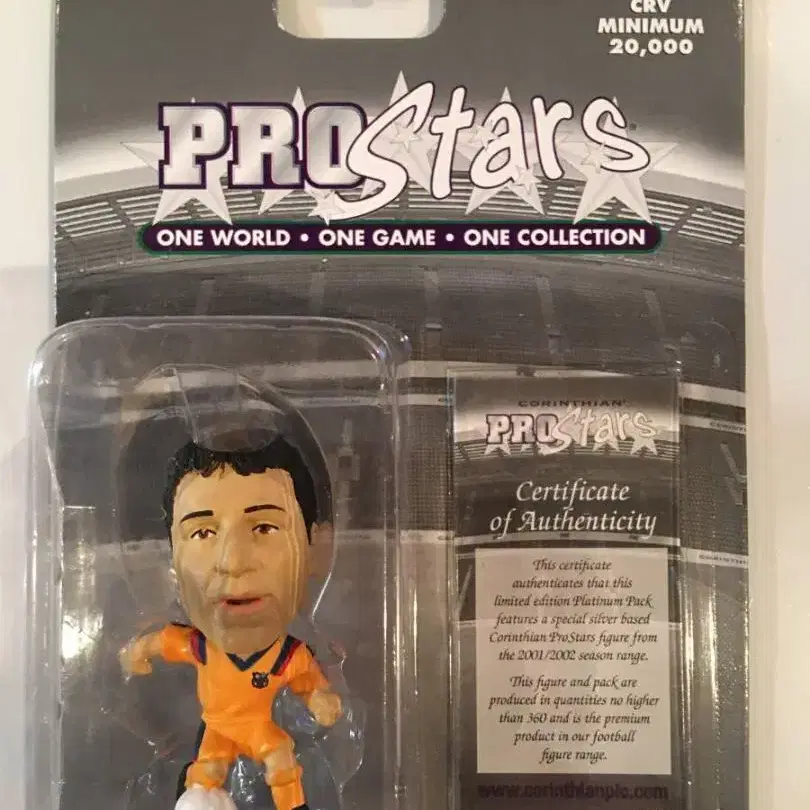 CRV
MINIMUM
20,000
PROStars
ONE WORLD • ONE GAME • ONE COLLECTION
CORINTHIAN
PROStars
Certificate
of Authenticity
This certificate
authenticates that this
limited edition Platinum Pack
features a special silver based
Corinthian ProStars figure from
the 2001/2002 season range.
This figure and pack are
produced in quantities no higher
than 360 and is the premium
product in our football
figure range.
www.corinthianplc.com